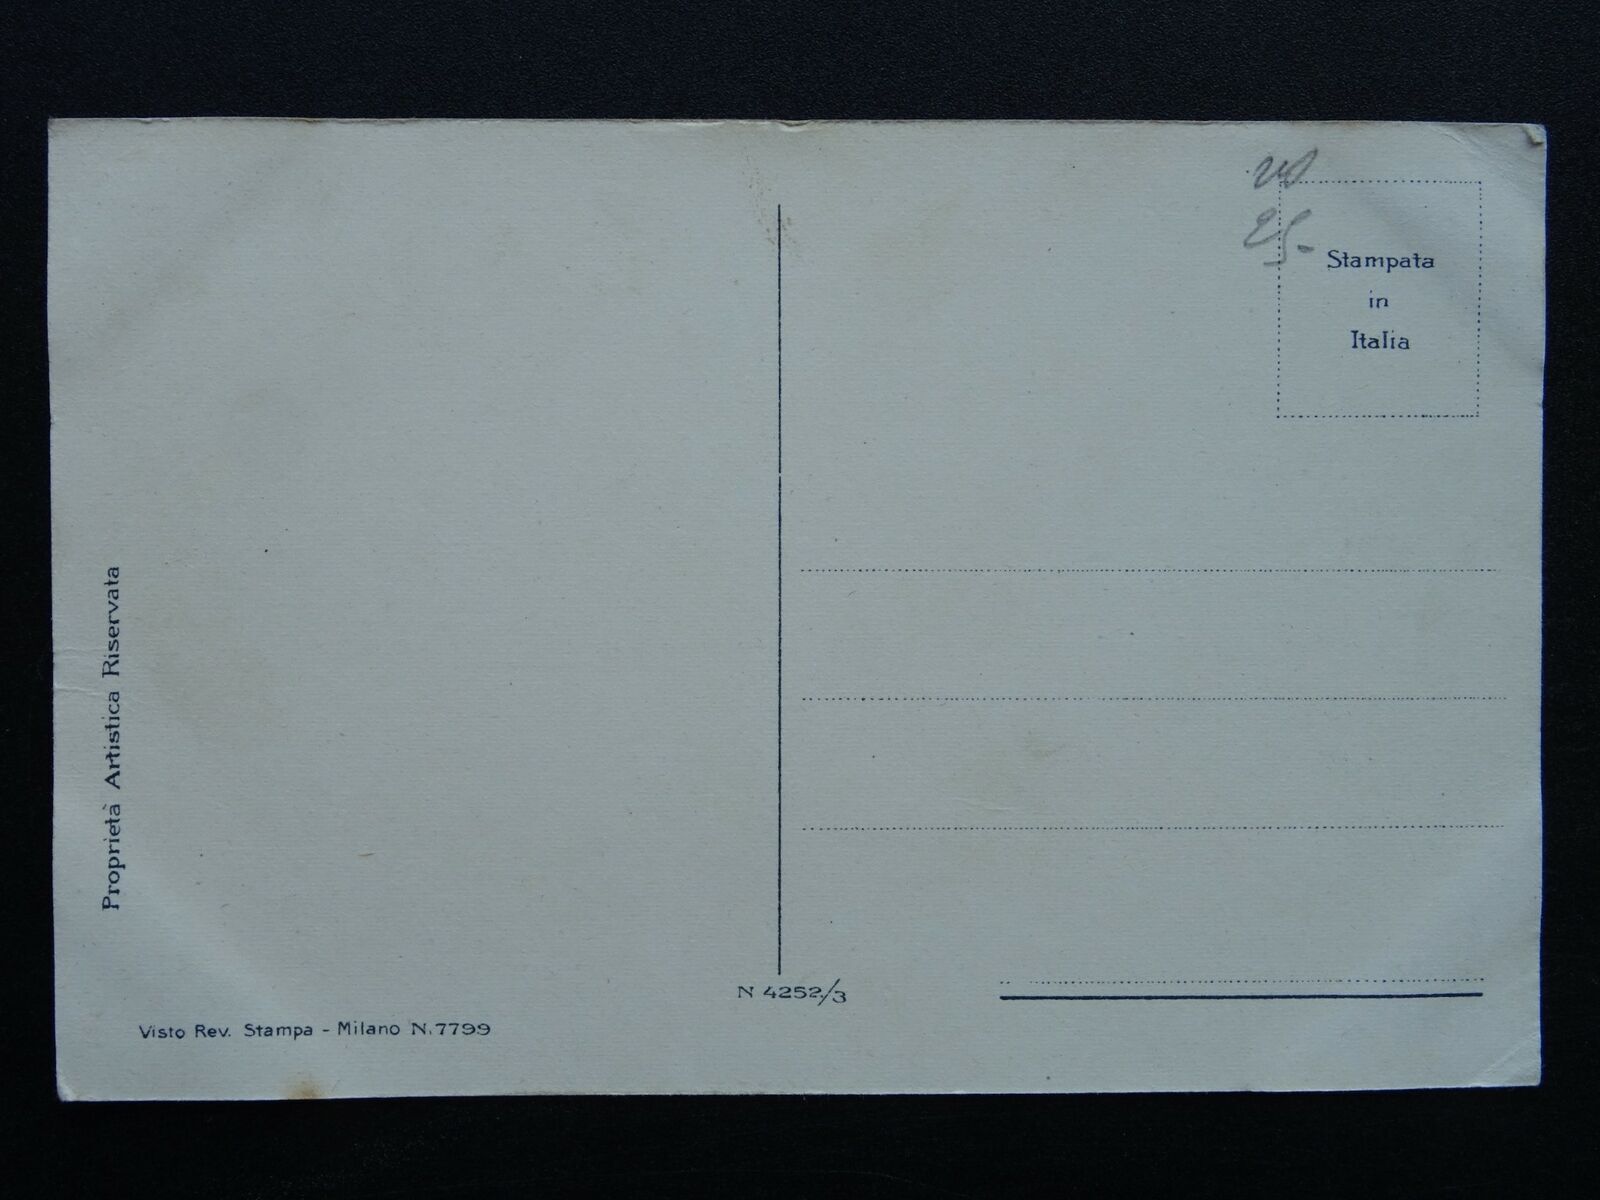 Stampata
in
Italia
Proprietà Artistica Riservata
N 4252/3
Visto Rev. Stampa - Milano N. 7799